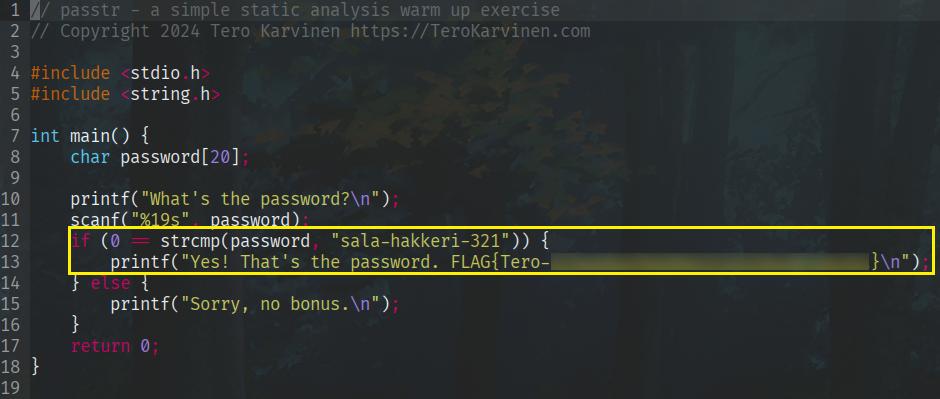 1 // passtr - a simple static analysis warm up exercise
2 // Copyright 2024 Tero Karvinen https://TeroKarvinen.com
3
4 #include <stdio.h>
5 #include <string.h>
6
7 int main() {
8     char password[20];
9
10     printf("What's the password?\n");
11     scanf("%19s", password);
12     if (0 == strcmp(password, "sala-hakkeri-321")) {
13         printf("Yes! That's the password. FLAG{Tero-}\n");
14     } else {
15         printf("Sorry, no bonus.\n");
16     }
17     return 0;
18 }
19